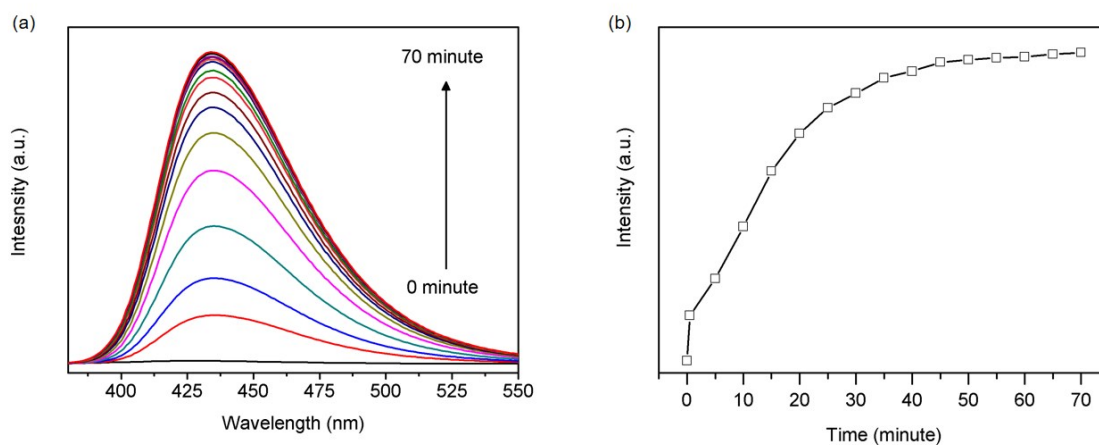 (a)
70 minute
0 minute
Intesnsity (a.u.)
400 425 450 475 500 525 550
Wavelength (nm)
(b)
Intensity (a.u.)
0 10 20 30 40 50 60 70
Time (minute)